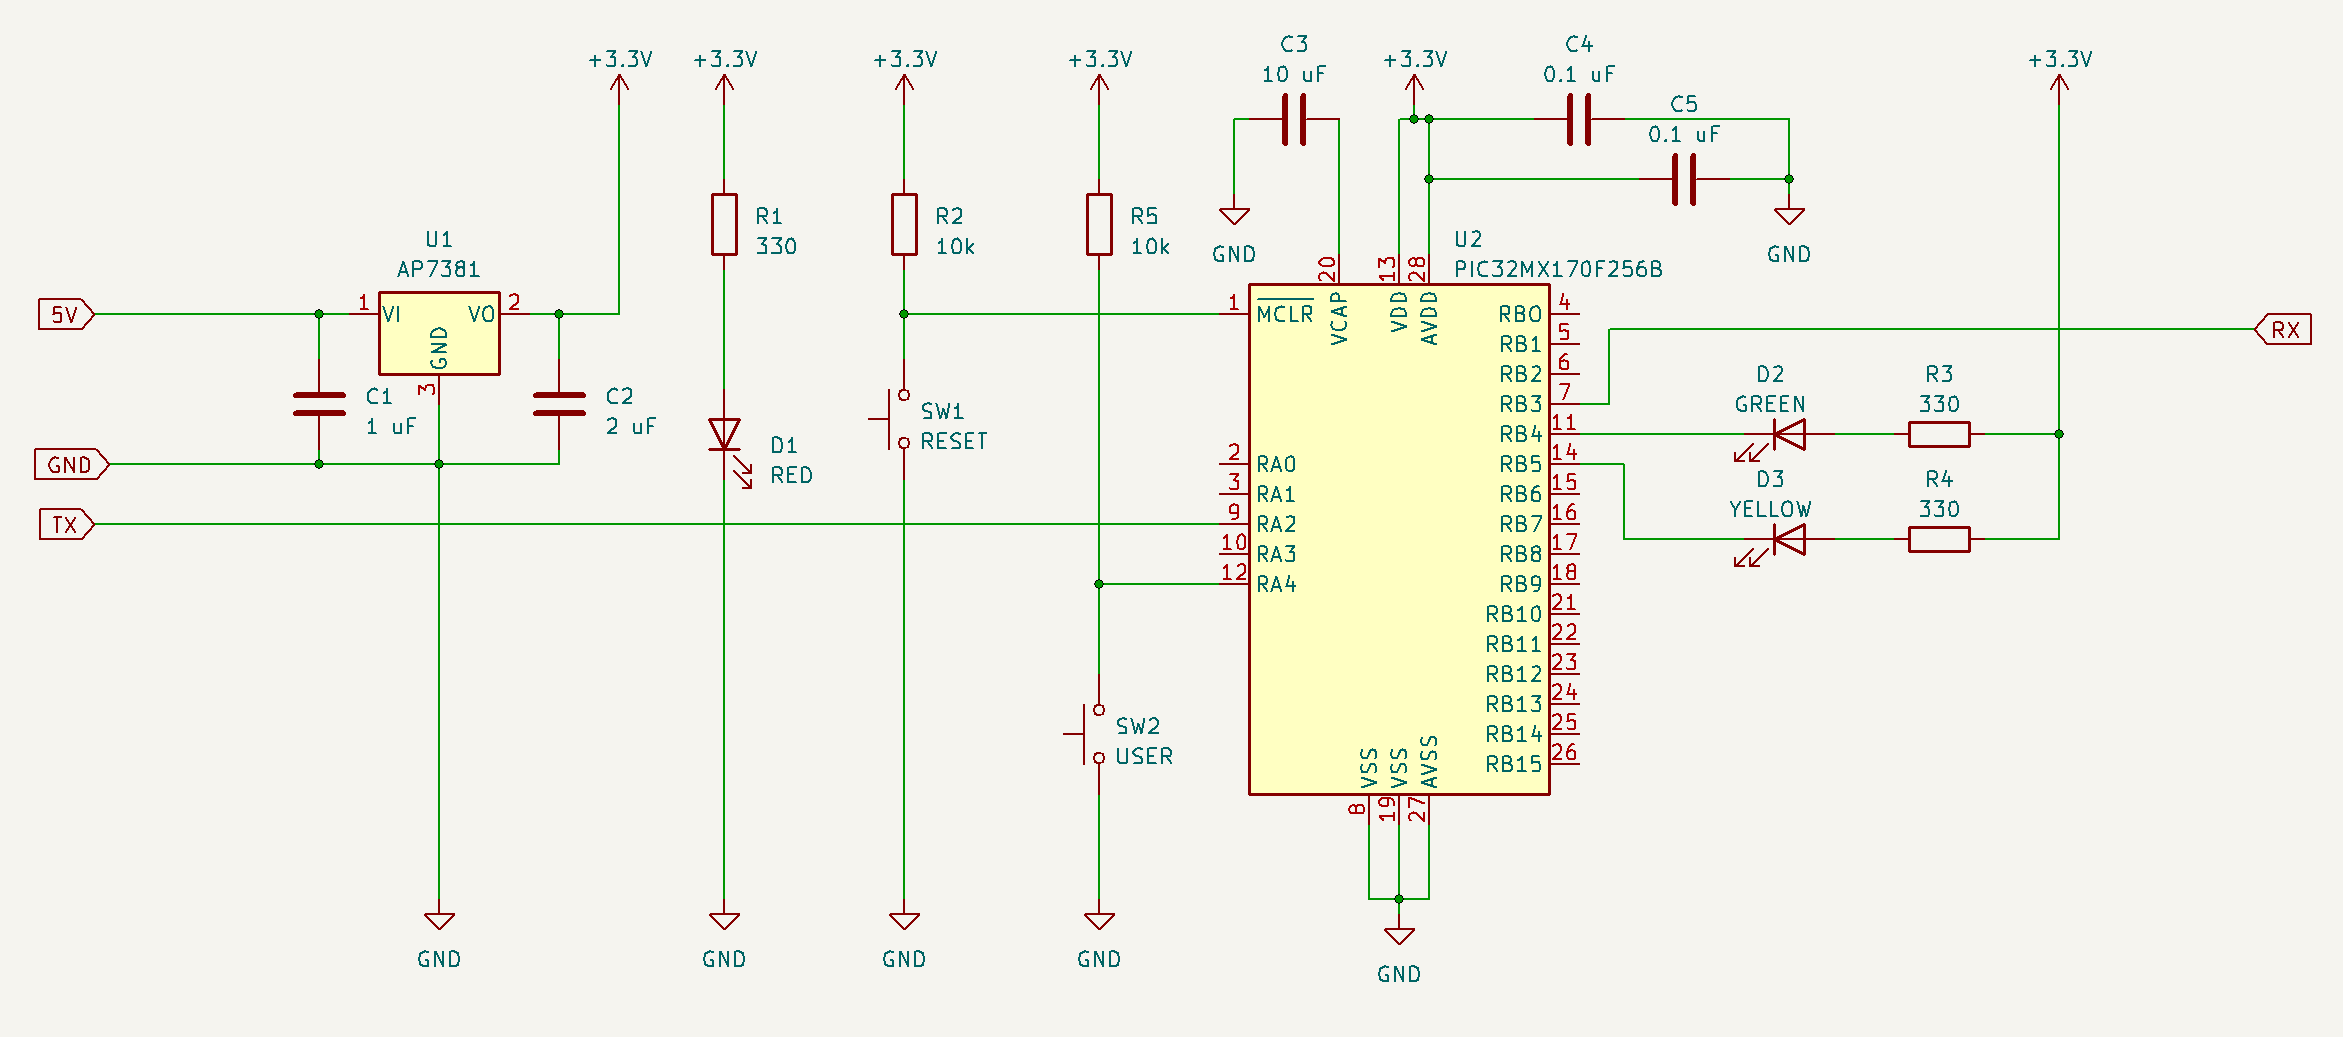 +3.3V
+3.3V
+3.3V
+3.3V
C3
10 uF
+3.3V
C4
0.1 uF
C5
0.1 uF
+3.3V
R1
330
R2
10k
R5
10k
GND
GND
U1
AP7381
5V
1
VI
VO
2
GND
3
C1
1 uF
C2
2 uF
GND
TX
D1
RED
SW1
RESET
SW2
USER
U2
PIC32MX170F256B
20
13
28
VCAP
VDD
AVDD
1
MCLR
2
RA0
3
RA1
9
RA2
10
RA3
12
RA4
RB0
4
RB1
5
RB2
6
RB3
7
RB4
11
RB5
14
RB6
15
RB7
16
RB8
17
RB9
18
RB10
21
RB11
22
RB12
23
RB13
24
RB14
25
RB15
26
VSS
VSS
AVSS
8
19
27
RX
D2
GREEN
R3
330
D3
YELLOW
R4
330
GND
GND
GND
GND
GND